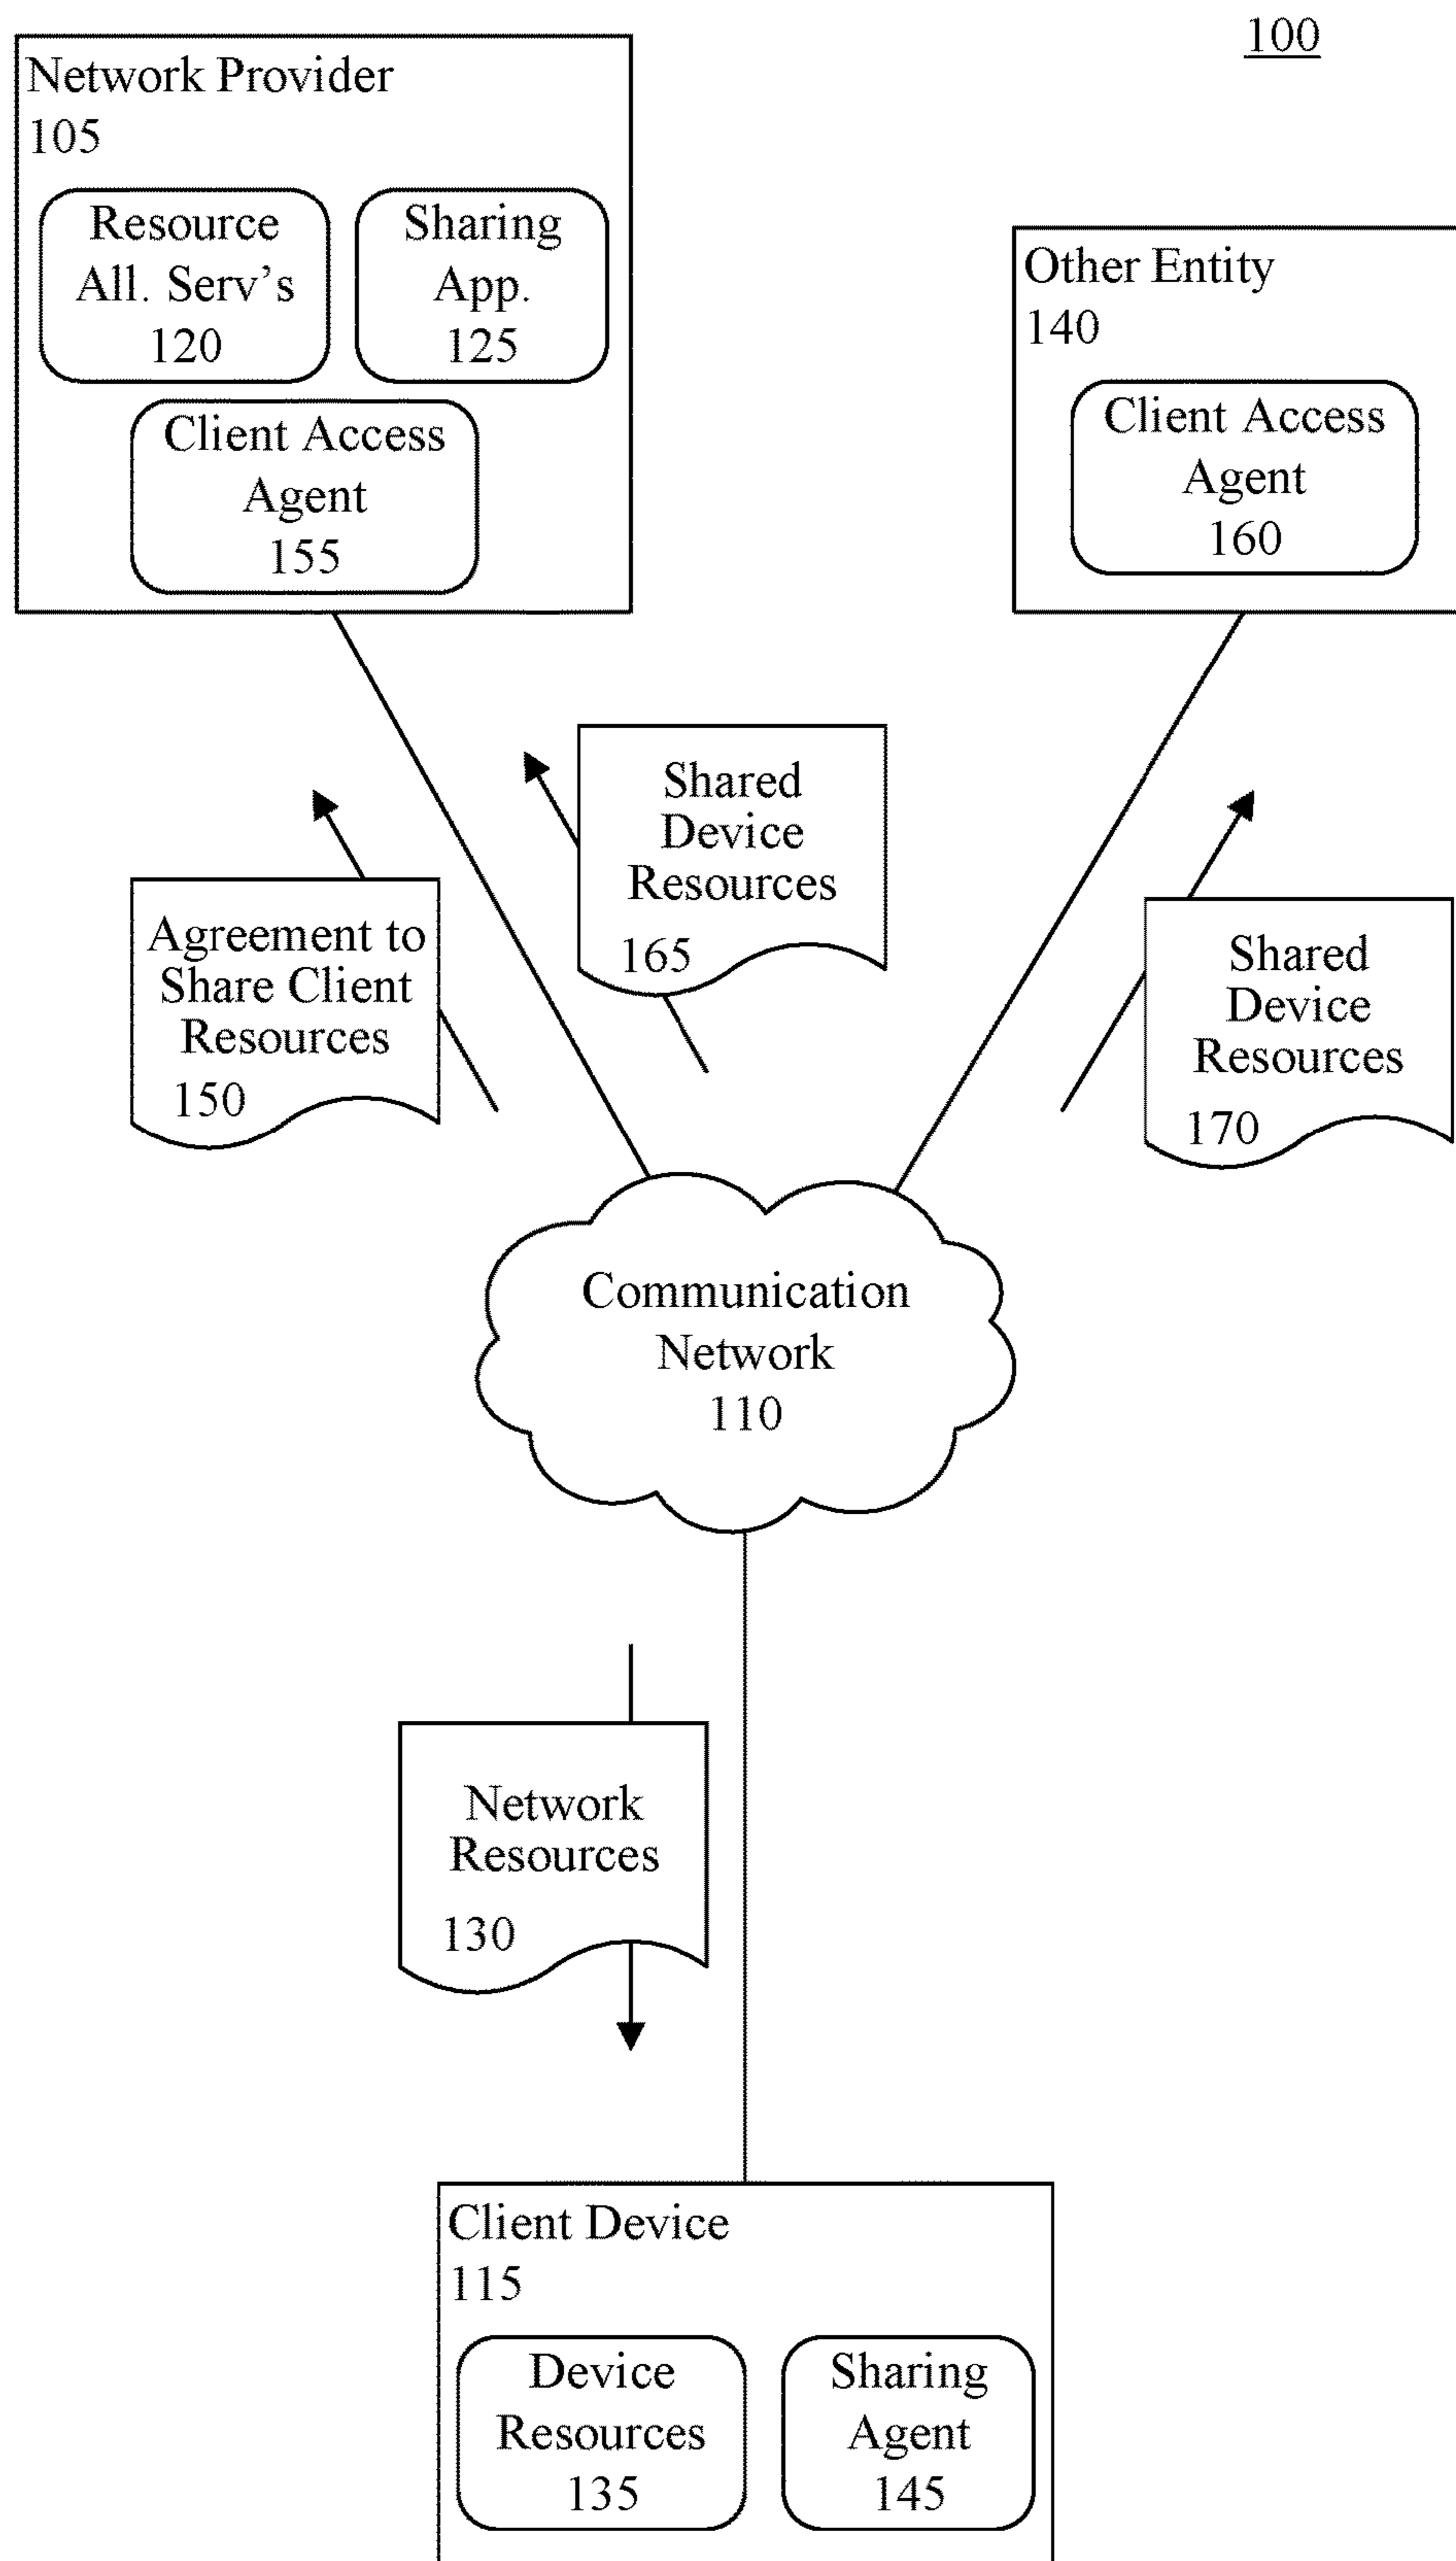 100
Network Provider
105
Resource
All. Serv's
120
Sharing
App.
125
Client Access
Agent
155
Other Entity
140
Client Access
Agent
160
Shared
Device
Resources
165
Agreement to
Share Client
Resources
150
Shared
Device
Resources
170
Communication
Network
110
Network
Resources
130
Client Device
115
Device
Resources
135
Sharing
Agent
145